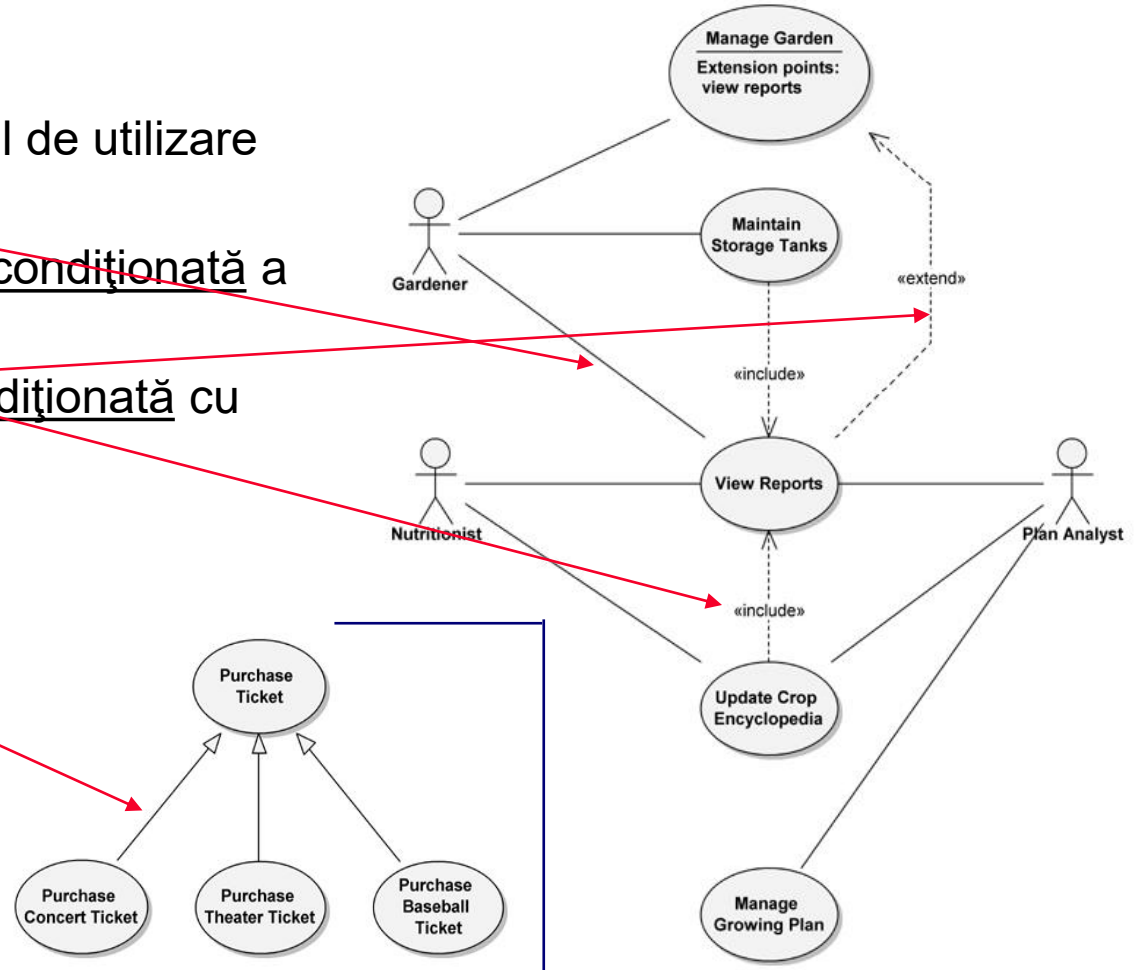 Manage Garden
Extension points:
view reports
l de utilizare
Maintain
Storage Tanks
condiţionată a
Gardener
«extend»
«include»
diţionată cu
View Reports
Nutritionist
Plan Analyst
«include»
Purchase
Ticket
Update Crop
Encyclopedia
Purchase
Concert Ticket
Purchase
Theater Ticket
Purchase
Baseball
Ticket
Manage
Growing Plan